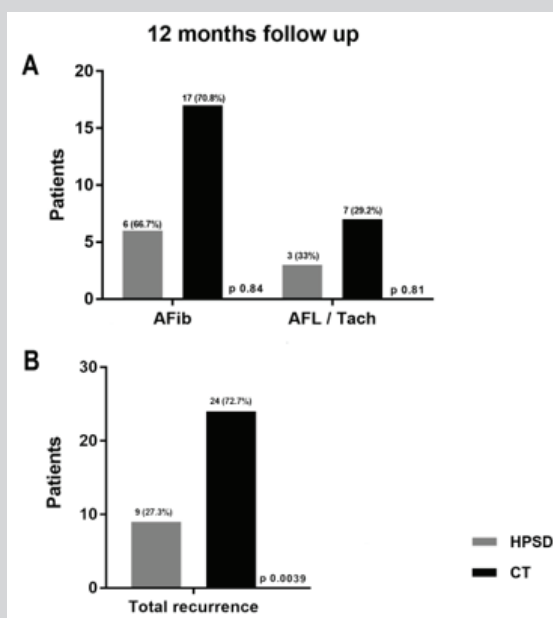 12 months follow up
A
Patients
20
15
10
5
0
17 (70.8%)
6 (66.7%)
7 (29.2%)
3 (33%)
p 0.84
p 0.81
AFib
AFL / Tach
B
Patients
30
20
10
0
24 (72.7%)
9 (27.3%)
p 0.0039
Total recurrence
HPSD
CT